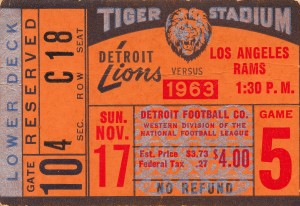 LOWER DECK
RESERVED
GATE 104 SEC. C ROW 18 SEAT
TIGER STADIUM
DETROIT
Lions
VERSUS
LOS ANGELES
RAMS
1963
1:30 P.M.
SUN.
NOV.
17
DETROIT FOOTBALL CO.
WESTERN DIVISION OF THE
NATIONAL FOOTBALL LEAGUE
Est. Price $3.73
Federal Tax .27
$4.00
NO REFUND
GAME
5